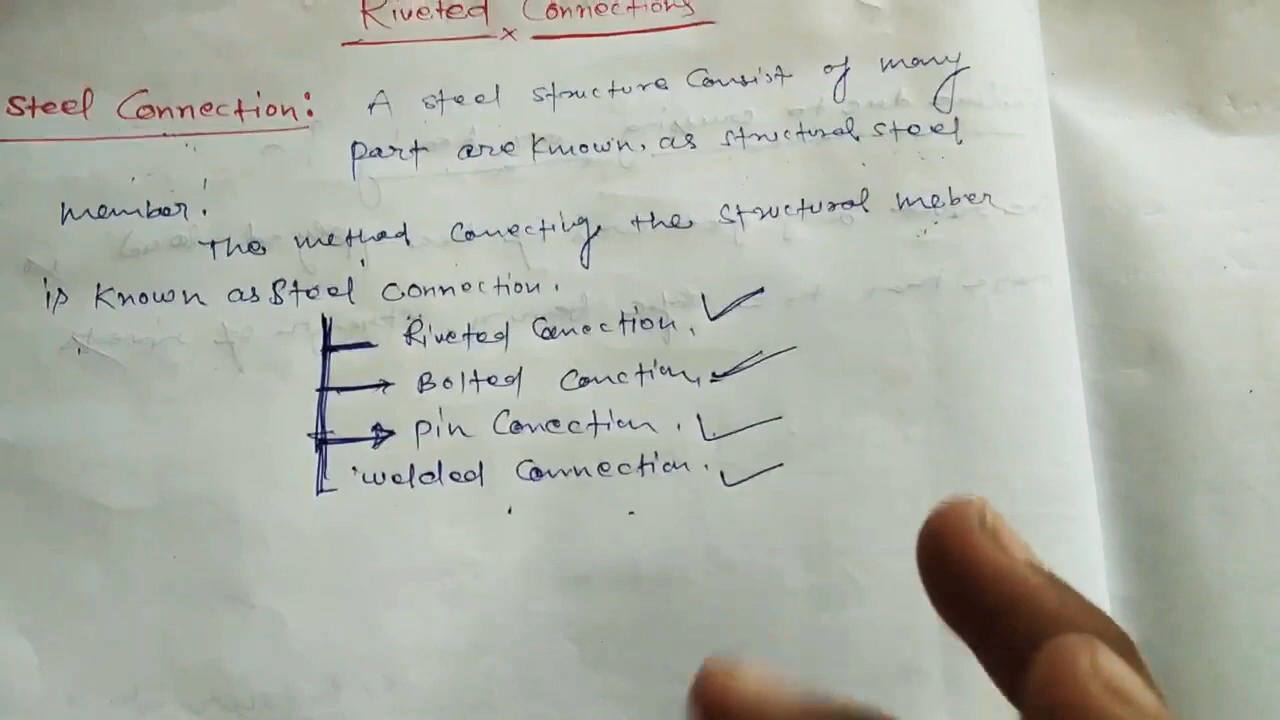 Riveted Connections
Steel Connection: A steel structure Consist of many
part are known, as structural steel
member.
The method conecting the structural meber
is known as Steel connection.
Riveted Conection.
Bolted Conction.
Pin Conection.
welded Connection.